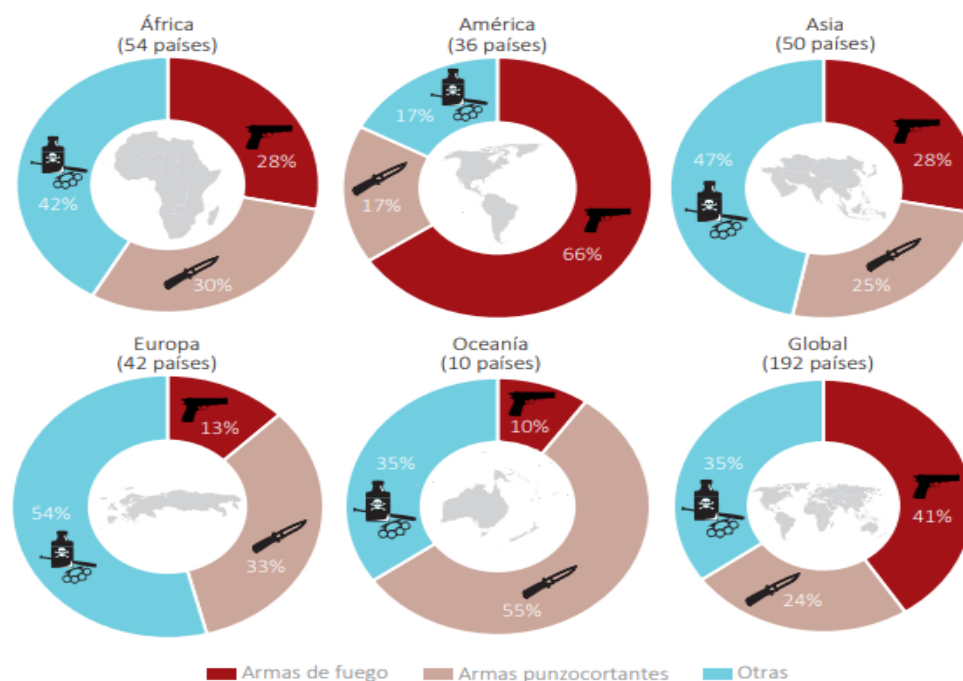 África
(54 países)
28%
42%
30%
América
(36 países)
17%
17%
66%
Asia
(50 países)
28%
47%
25%
Europa
(42 países)
13%
54%
33%
Oceanía
(10 países)
10%
35%
55%
Global
(192 países)
35%
41%
24%
Armas de fuego
Armas punzocortantes
Otras